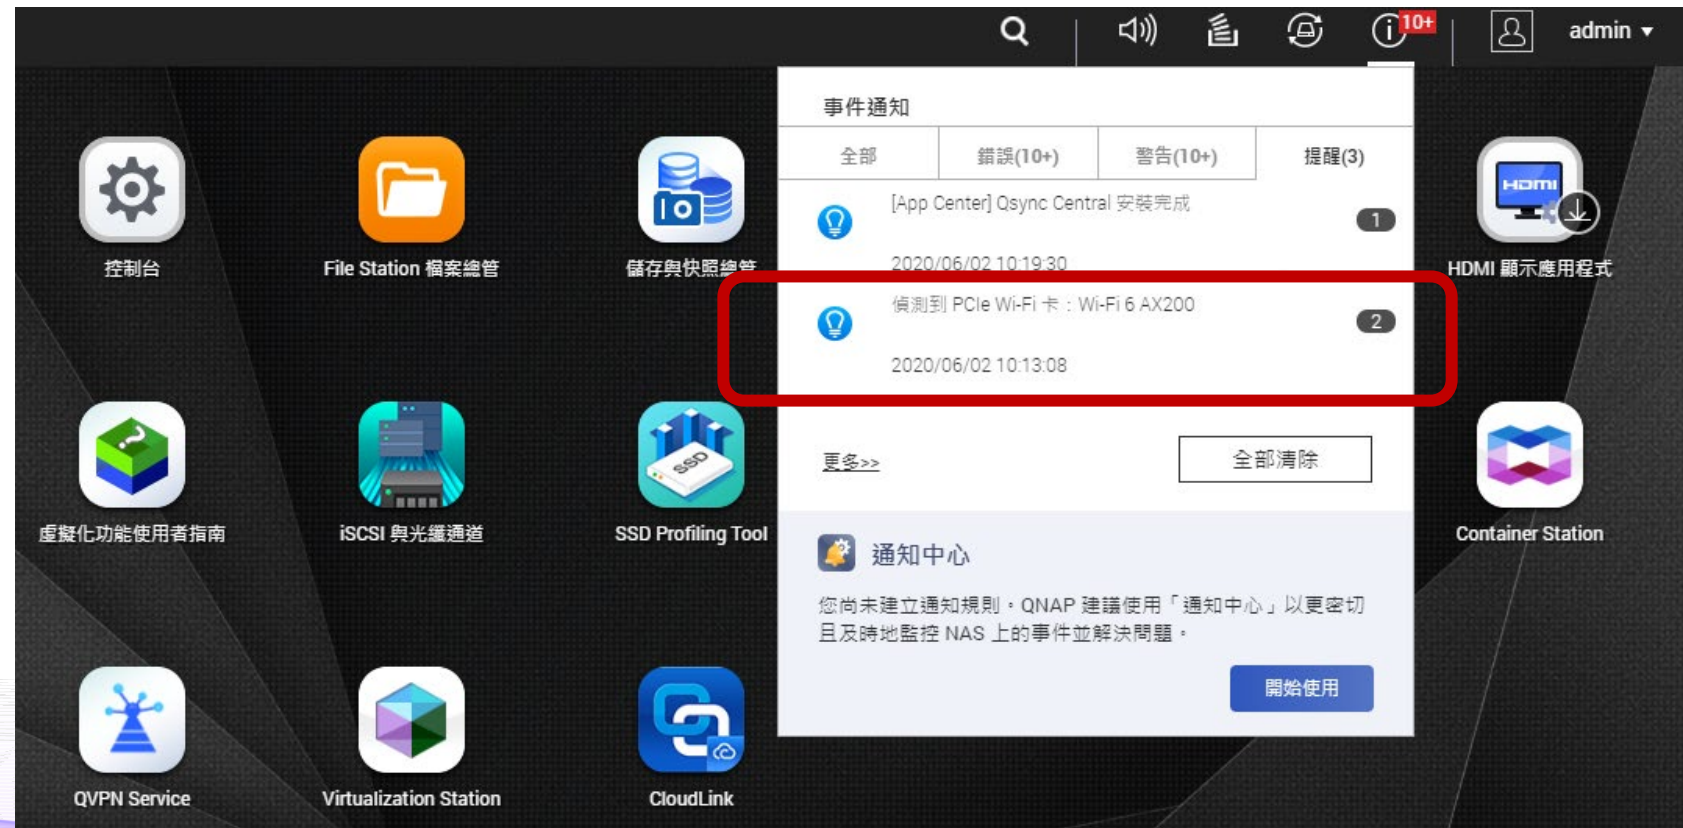 10+
admin
事件通知
全部
錯誤(10+)
警告(10+)
提醒(3)
[App Center] Qsync Central 安裝完成
1
2020/06/02 10:19:30
偵測到 PCIe Wi-Fi 卡：Wi-Fi 6 AX200
2
2020/06/02 10:13:08
更多>>
全部清除
通知中心
您尚未建立通知規則。QNAP 建議使用「通知中心」以更密切
且及時地監控 NAS 上的事件並解決問題。
開始使用
控制台
File Station 檔案總管
儲存與快照總管
HDMI
HDMI 顯示應用程式
虛擬化功能使用者指南
iSCSI 與光纖通道
SSD
SSD Profiling Tool
Container Station
QVPN Service
Virtualization Station
CloudLink